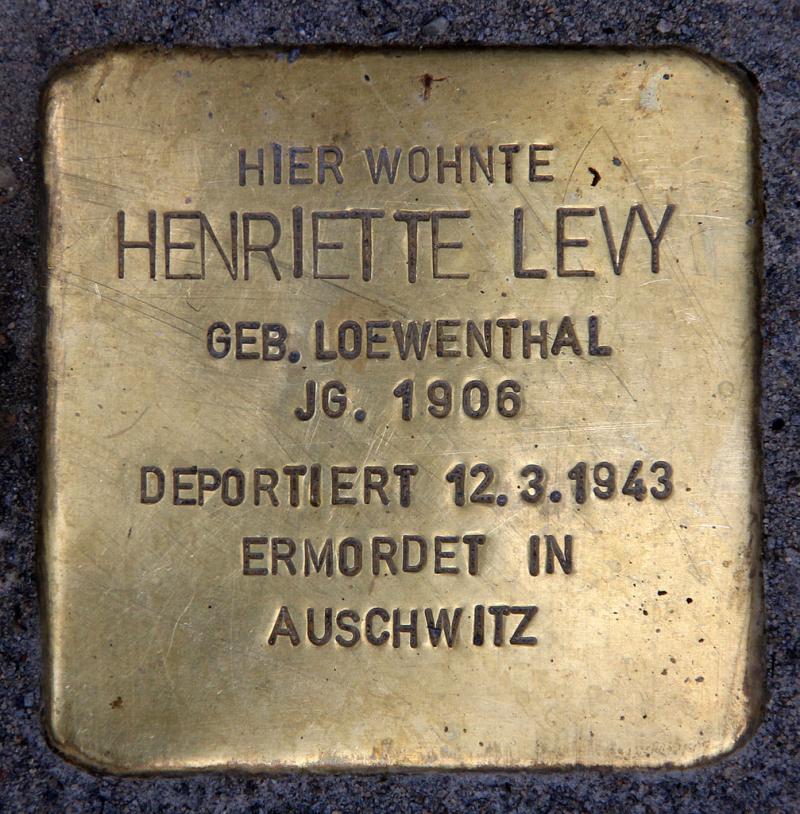 HIER WOHNTE
HENRIETTE LEVY
GEB. LOEWENTHAL
JG. 1906
DEPORTIERT 12.3.1943
ERMORDET IN
AUSCHWITZ